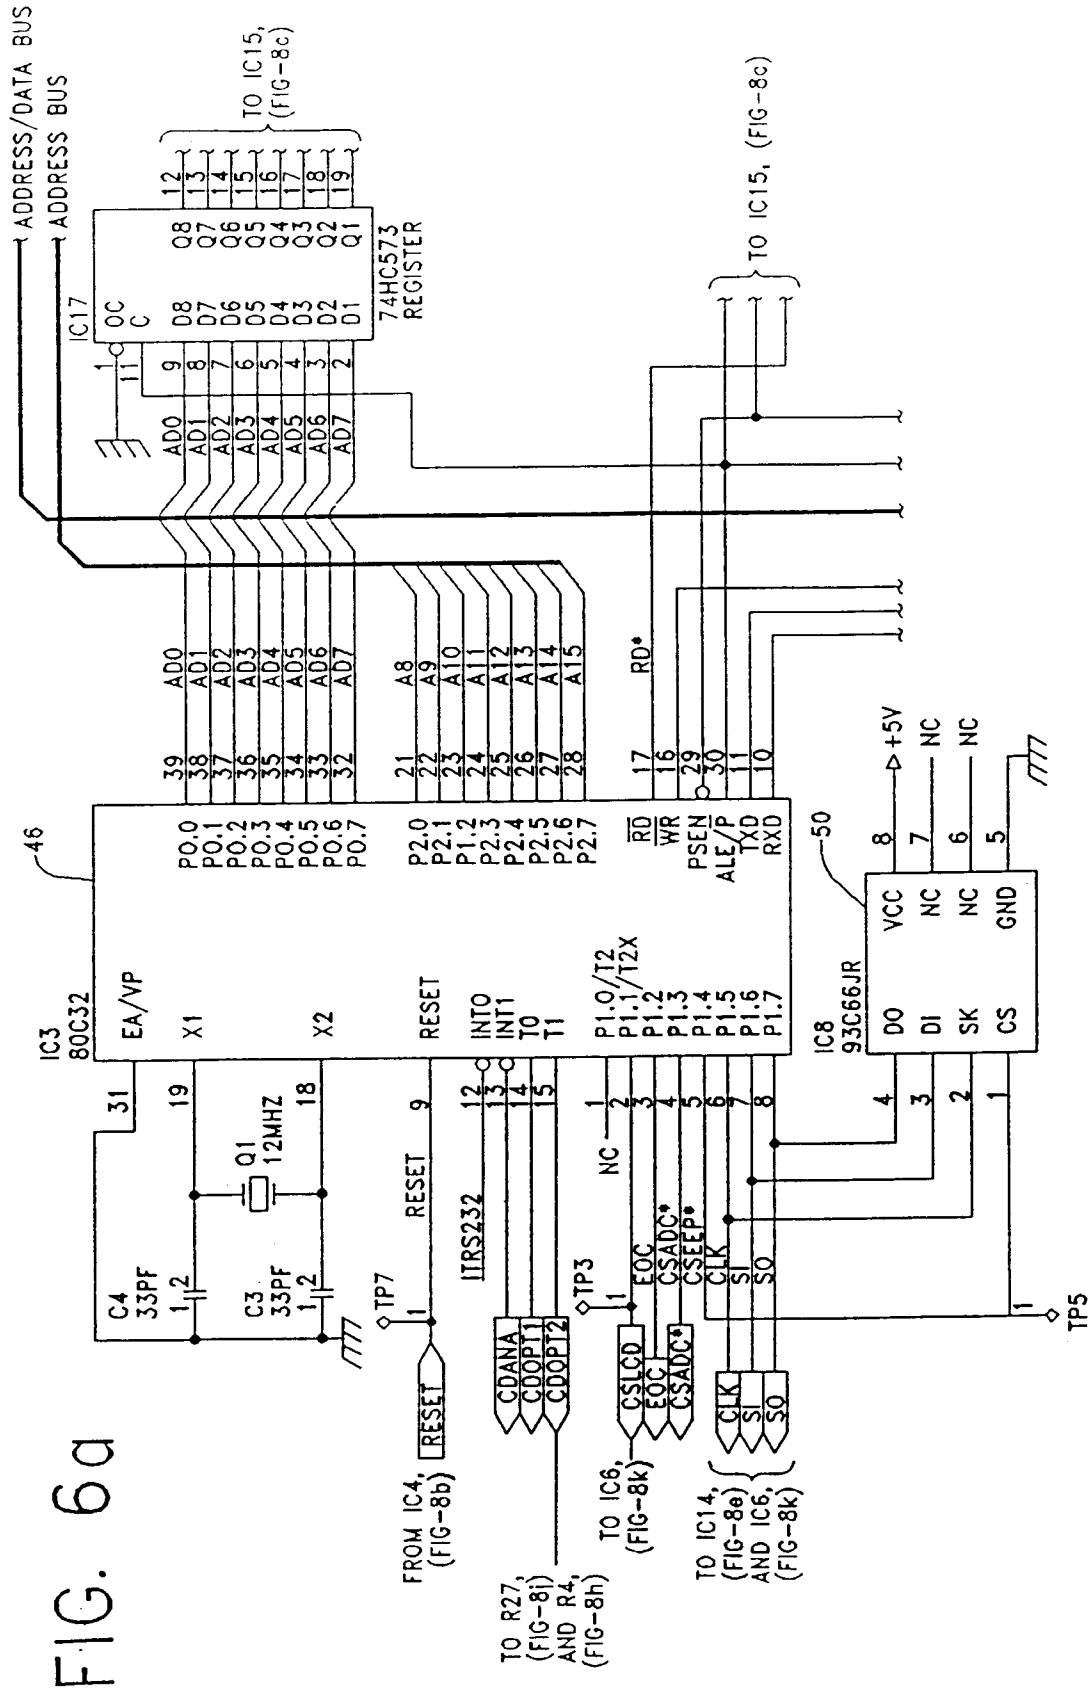 FIG. 6a
IC3
80C32
46
EA/VP
X1
X2
RESET
INT0
INT1
T0
T1
P1.0/T2
P1.1/T2X
P1.2
P1.3
P1.4
P1.5
P1.6
P1.7
31
19
18
9
12
13
14
15
1
2
3
4
5
6
7
8
P0.0
P0.1
P0.2
P0.3
P0.4
P0.5
P0.6
P0.7
P2.0
P2.1
P1.2
P2.3
P2.4
P2.5
P2.6
P2.7
RD
WR
PSEN
ALE/P
TXD
RXD
39
38
37
36
35
34
33
32
21
22
23
24
25
26
27
28
17
16
29
30
11
10
AD0
AD1
AD2
AD3
AD4
AD5
AD6
AD7
A8
A9
A10
A11
A12
A13
A14
A15
RD*
C4
33PF
1 2
C3
33PF
1 2
Q1
12MHZ
TP7
1
RESET
RESET
FROM IC4,
(FIG-8b)
ITRS232
CDANA
CDOPT1
CDOPT2
TO R27,
(FIG-8j)
AND R4,
(FIG-8h)
NC
TP3
1
CSLCD
EOC
CSADC*
EOC
CSADC*
CSEEP*
CLK
SI
SO
TO IC6,
(FIG-8k)
CLK
SI
SO
TO IC14,
(FIG-8e)
AND IC6,
(FIG-8k)
1
TP5
IC8
93C66JR
50
DO
DI
SK
CS
4
3
2
1
VCC
NC
NC
GND
8
7
6
5
+5V
NC
NC
IC17
OC
C
1
11
D8
D7
D6
D5
D4
D3
D2
D1
9
8
7
6
5
4
3
2
AD0
AD1
AD2
AD3
AD4
AD5
AD6
AD7
Q8
Q7
Q6
Q5
Q4
Q3
Q2
Q1
12
13
14
15
16
17
18
19
74HC573
REGISTER
TO IC15,
(FIG-8c)
ADDRESS/DATA BUS
ADDRESS BUS
TO IC15, (FIG-8c)